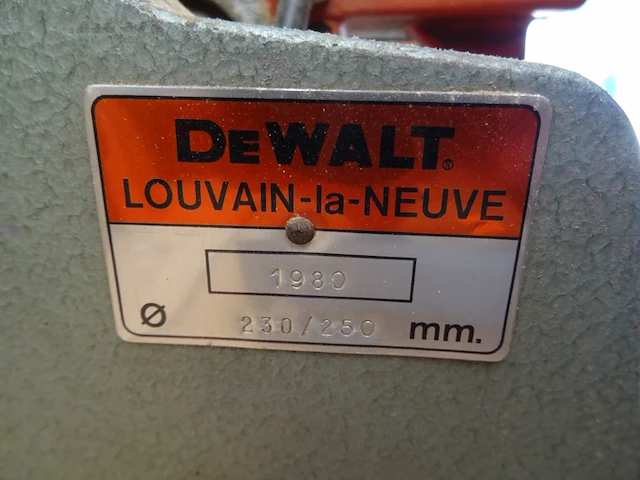 DEWALT®
LOUVAIN-la-NEUVE
1980
Ø 230/250 mm.